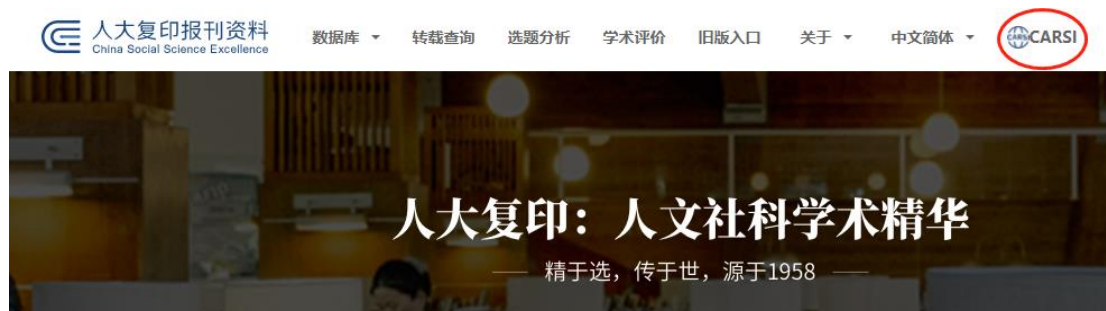 人大复印报刊资料
China Social Science Excellence
数据库 转载查询 选题分析 学术评价 旧版入口 关于 中文简体 CARSI
人大复印：人文社科学术精华
精于选，传于世，源于1958